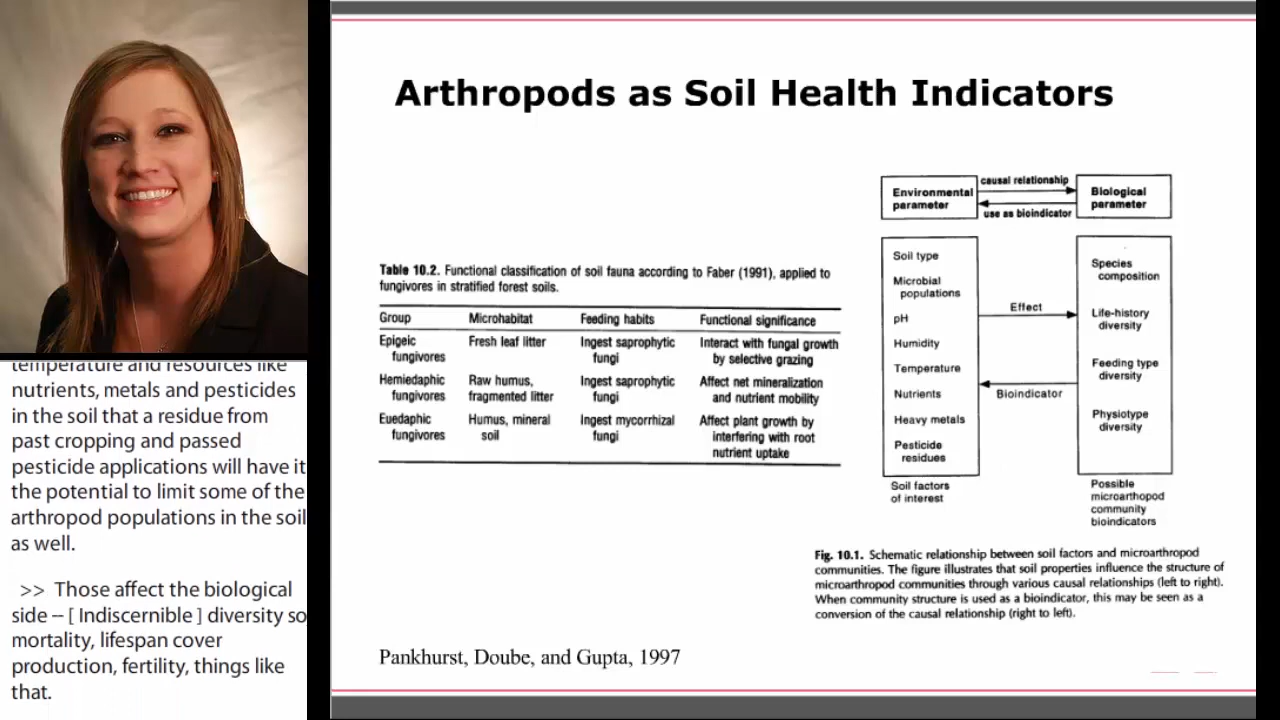 Arthropods as Soil Health Indicators
Table 10.2. Functional classification of soil fauna according to Faber (1991), applied to
fungivores in stratified forest soils.
Group Microhabitat Feeding habits Functional significance
Epigeic Fresh leaf litter Ingest saprophytic Interact with fungal growth
fungivores fungi by selective grazing
Hemiedaphic Raw humus, Ingest saprophytic Affect net mineralization
fungivores fragmented litter fungi and nutrient mobility
Euedaphic Humus, mineral Ingest mycorrhizal Affect plant growth by
fungivores soil fungi interfering with root
nutrient uptake
Environmental
parameter
causal relationship
use as bioindicator
Biological
parameter
Soil type
Microbial
populations
pH
Humidity
Temperature
Nutrients
Heavy metals
Pesticide
residues
Soil factors
of interest
Effect
Bioindicator
Species
composition
Life-history
diversity
Feeding type
diversity
Physiotype
diversity
Possible
microarthopod
community
bioindicators
Fig. 10.1. Schematic relationship between soil factors and microarthropod
communities. The figure illustrates that soil properties influence the structure of
microarthropod communities through various causal relationships (left to right).
When community structure is used as a bioindicator, this may be seen as a
conversion of the causal relationship (right to left).
Pankhurst, Doube, and Gupta, 1997
temperature and resources like
nutrients, metals and pesticides
in the soil that a residue from
past cropping and passed
pesticide applications will have it
the potential to limit some of the
arthropod populations in the soil
as well.
>> Those affect the biological
side -- [ Indiscernible ] diversity so
mortality, lifespan cover
production, fertility, things like
that.